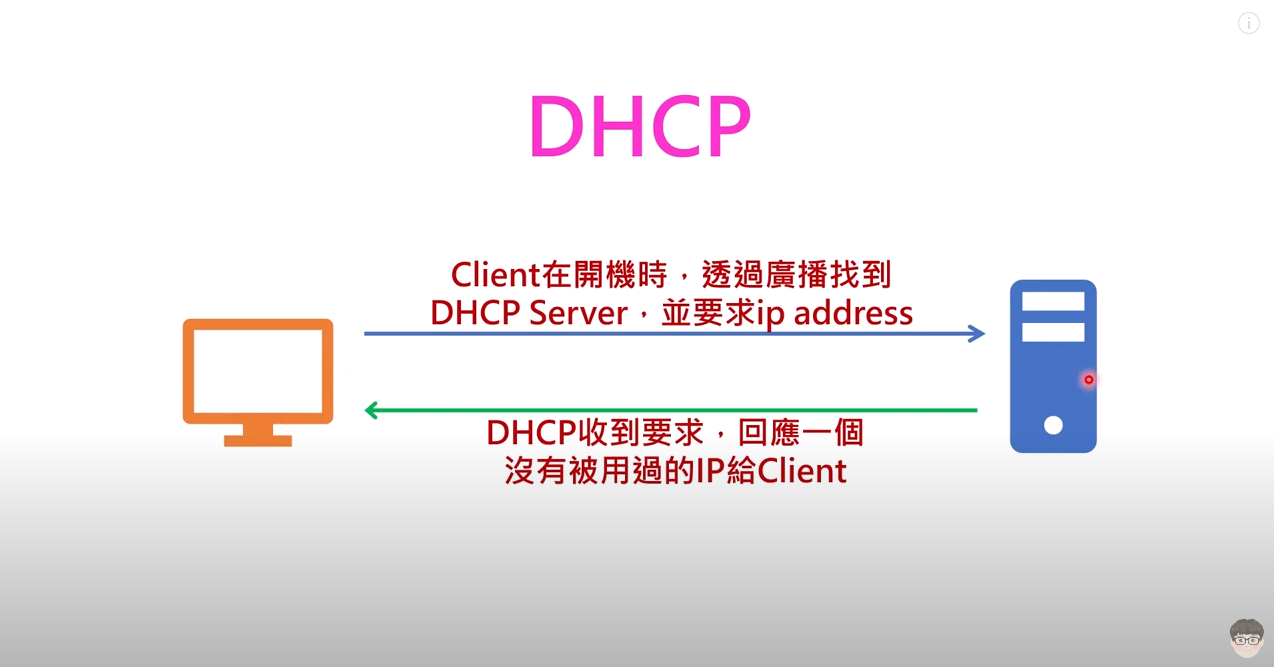 DHCP
Client在開機時，透過廣播找到
DHCP Server，並要求ip address
DHCP收到要求，回應一個
沒有被用過的IP給Client